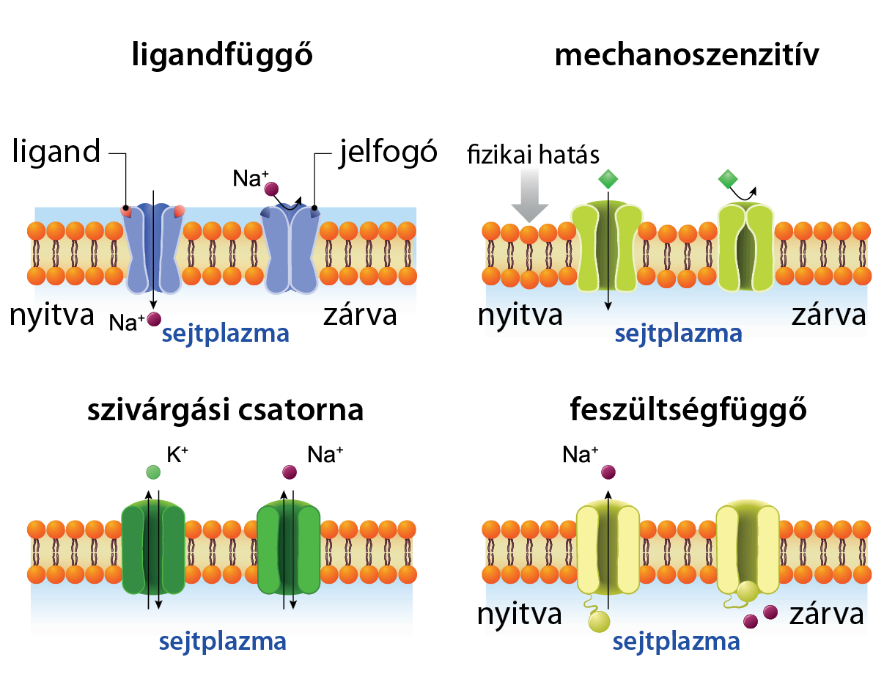 ligandfüggő
ligand
jelfogó
Na⁺
nyitva
Na⁺
zárva
sejtplazma
mechanoszenzitív
fizikai hatás
nyitva
zárva
sejtplazma
szivárgási csatorna
K⁺
Na⁺
sejtplazma
feszültségfüggő
Na⁺
nyitva
zárva
sejtplazma